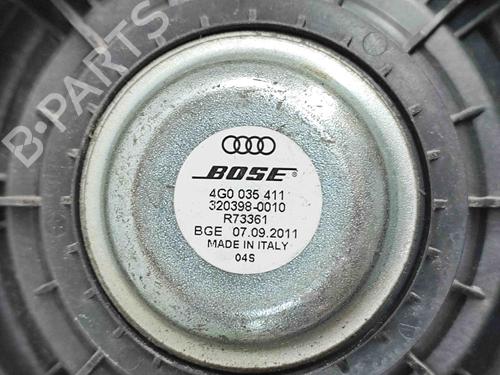 B-PARTS
BOSE
4G0 035 411
320398-0010
R73361
BGE 07.09.2011
MADE IN ITALY
04S